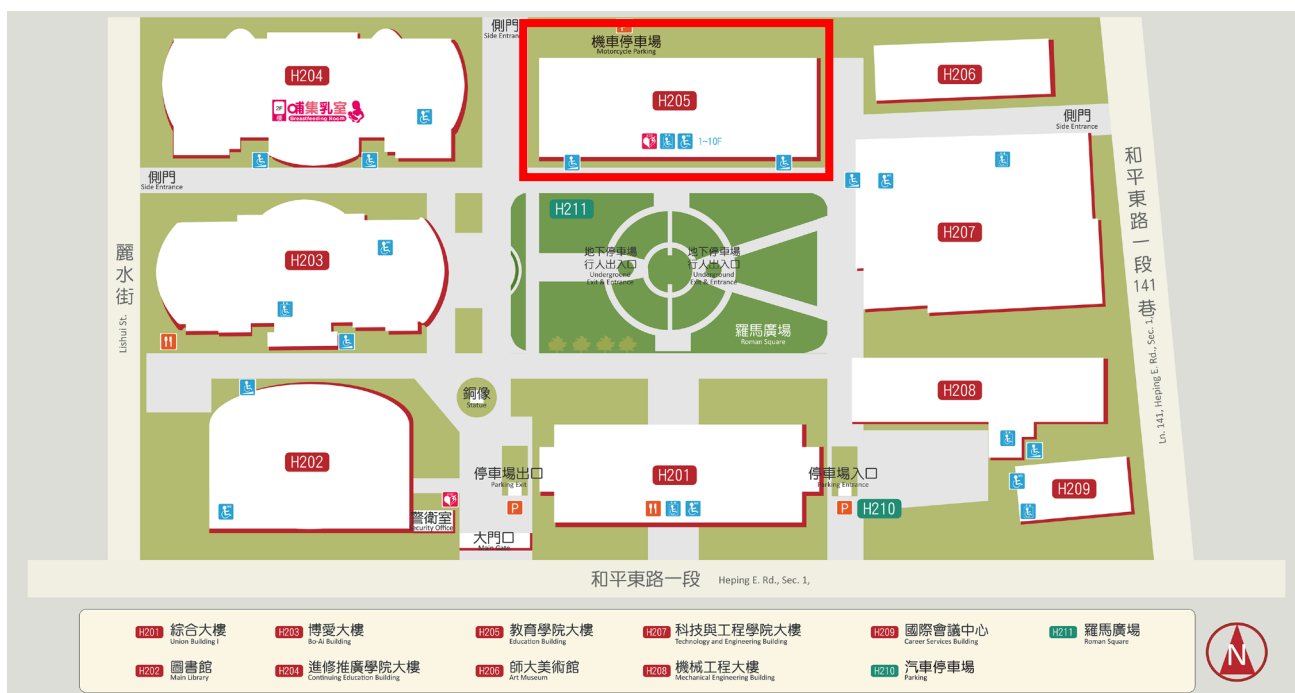 側門
Side Entran
P
機車停車場
Motorcycle Parking
H204
2F
樓
哺集乳室
Breastfeeding Room
H205
1~10F
H206
側門
Side Entrance
側門
Side Entrance
和平東路一段141巷
Ln. 141, Heping E. Rd., Sec. 1,
麗水街
Lishui St.
H211
H203
地下停車場
行人出入口
Underground
Exit & Entrance
地下停車場
行人出入口
Underground
Exit & Entrance
羅馬廣場
Roman Square
H207
銅像
Statue
H208
H202
停車場出口
Parking Exit
P
H201
停車場入口
Parking Entrance
P
H210
H209
警衛室
ecurity Office
大門口
Main Gate
和平東路一段 Heping E. Rd., Sec. 1,
H201 綜合大樓
Union Building I
H203 博愛大樓
Bo-Ai Building
H205 教育學院大樓
Education Building
H207 科技與工程學院大樓
Technology and Engineering Building
H209 國際會議中心
Career Services Building
H211 羅馬廣場
Roman Square
H202 圖書館
Main Library
H204 進修推廣學院大樓
Continuing Education Building
H206 師大美術館
Art Museum
H208 機械工程大樓
Mechanical Engineering Building
H210 汽車停車場
Parking
N